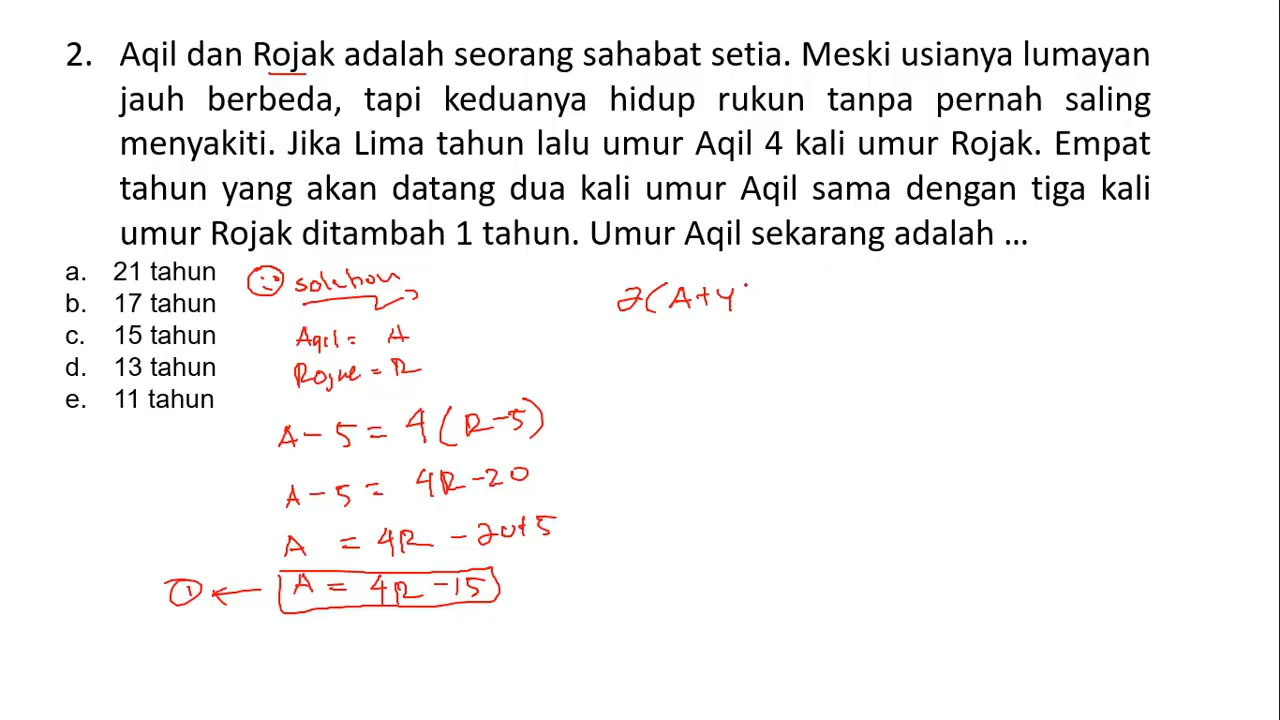 2. Aqil dan Rojak adalah seorang sahabat setia. Meski usianya lumayan
jauh berbeda, tapi keduanya hidup rukun tanpa pernah saling
menyakiti. Jika Lima tahun lalu umur Aqil 4 kali umur Rojak. Empat
tahun yang akan datang dua kali umur Aqil sama dengan tiga kali
umur Rojak ditambah 1 tahun. Umur Aqil sekarang adalah ...
a. 21 tahun
b. 17 tahun
c. 15 tahun
d. 13 tahun
e. 11 tahun
solution
Aqil = A
= R
A - 5 = 4 (R - 5)
A - 5 = 4R - 20
A = 4R - 20 + 5
① ← A = 4R - 15
2( A + 4